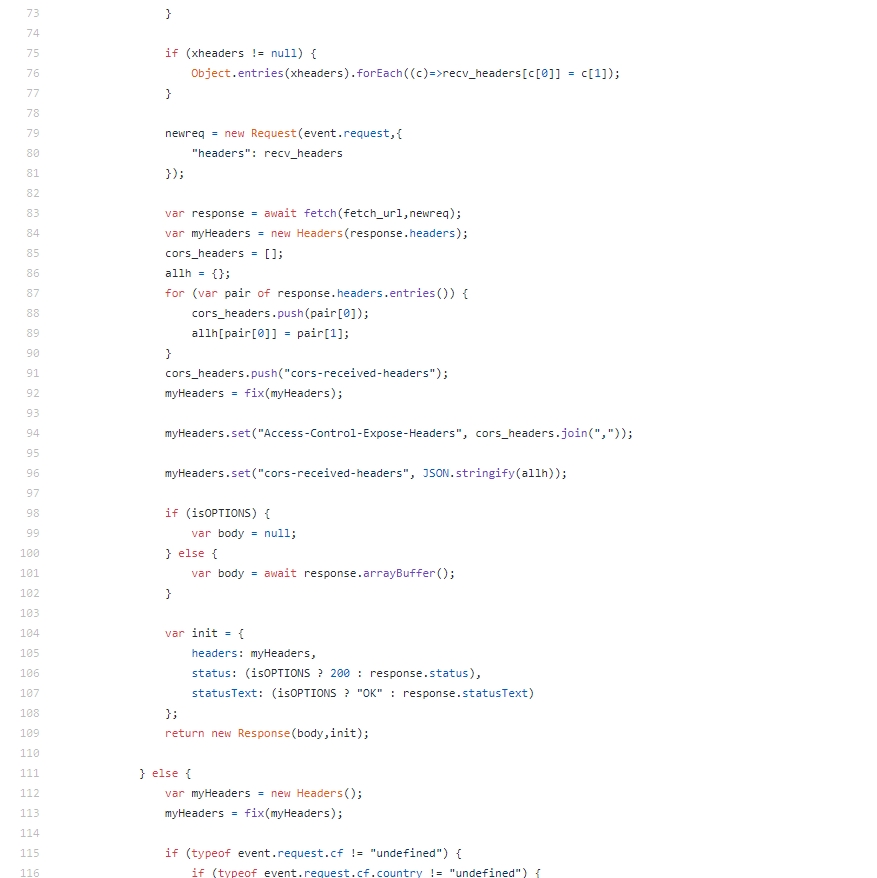 73 }
74
75 if (xheaders != null) {
76 Object.entries(xheaders).forEach((c)=>recv_headers[c[0]] = c[1]);
77 }
78
79 newreq = new Request(event.request,{
80 "headers": recv_headers
81 });
82
83 var response = await fetch(fetch_url,newreq);
84 var myHeaders = new Headers(response.headers);
85 cors_headers = [];
86 allh = {};
87 for (var pair of response.headers.entries()) {
88 cors_headers.push(pair[0]);
89 allh[pair[0]] = pair[1];
90 }
91 cors_headers.push("cors-received-headers");
92 myHeaders = fix(myHeaders);
93
94 myHeaders.set("Access-Control-Expose-Headers", cors_headers.join(","));
95
96 myHeaders.set("cors-received-headers", JSON.stringify(allh));
97
98 if (isOPTIONS) {
99 var body = null;
100 } else {
101 var body = await response.arrayBuffer();
102 }
103
104 var init = {
105 headers: myHeaders,
106 status: (isOPTIONS ? 200 : response.status),
107 statusText: (isOPTIONS ? "OK" : response.statusText)
108 };
109 return new Response(body,init);
110
111 } else {
112 var myHeaders = new Headers();
113 myHeaders = fix(myHeaders);
114
115 if (typeof event.request.cf != "undefined") {
116 if (typeof event.request.cf.country != "undefined") {